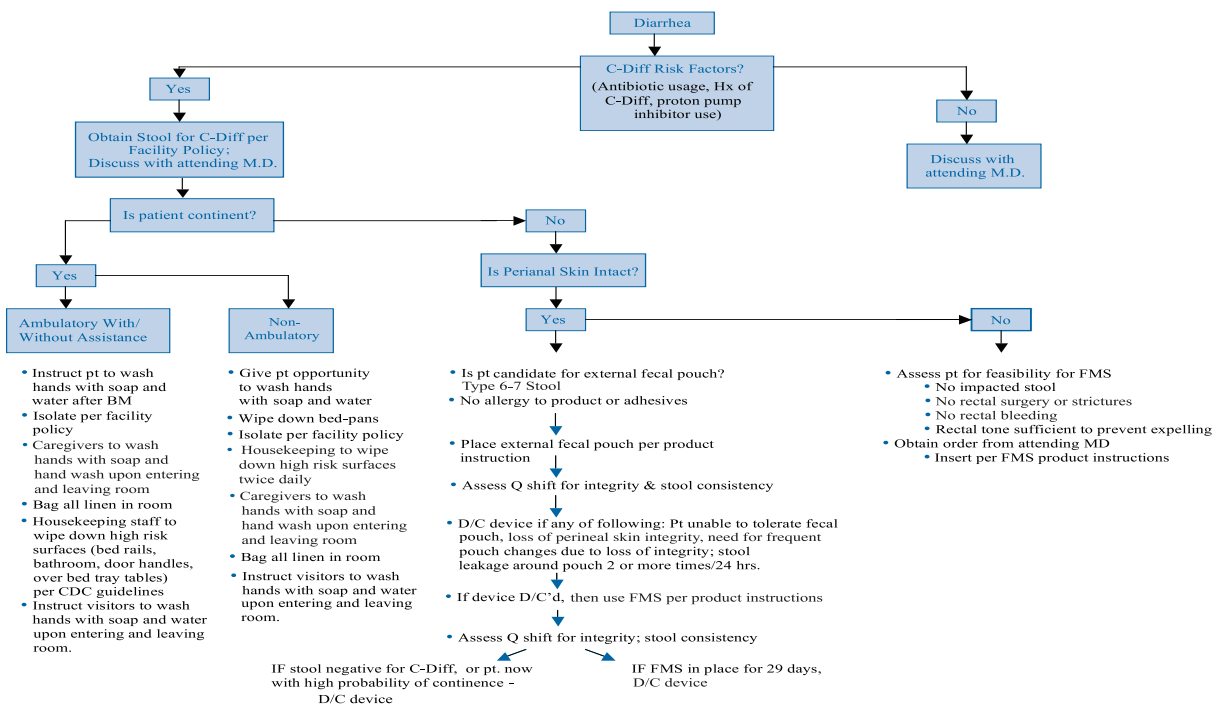 Diarrhea
C-Diff Risk Factors?
(Antibiotic usage, Hx of
C-Diff, proton pump
inhibitor use)
Yes
No
Obtain Stool for C-Diff per
Facility Policy;
Discuss with attending M.D.
Discuss with
attending M.D.
Is patient continent?
No
Yes
Is Perianal Skin Intact?
Ambulatory With/
Without Assistance
Non-
Ambulatory
Yes
No
• Instruct pt to wash
hands with soap and
water after BM
• Isolate per facility
policy
• Caregivers to wash
hands with soap and
hand wash upon entering
and leaving room
• Bag all linen in room
• Housekeeping staff to
wipe down high risk
surfaces (bed rails,
bathroom, door handles,
over bed tray tables)
per CDC guidelines
• Instruct visitors to wash
hands with soap and water
upon entering and leaving
room.
• Give pt opportunity
to wash hands
with soap and water
• Wipe down bed-pans
• Isolate per facility policy
• Housekeeping to wipe
down high risk surfaces
twice daily
• Caregivers to wash
hands with soap and
hand wash upon entering
and leaving room
• Bag all linen in room
• Instruct visitors to wash
hands with soap and water
upon entering and leaving
room.
• Is pt candidate for external fecal pouch?
Type 6-7 Stool
• No allergy to product or adhesives
• Place external fecal pouch per product
instruction
• Assess Q shift for integrity & stool consistency
• D/C device if any of following: Pt unable to tolerate fecal
pouch, loss of perineal skin integrity, need for frequent
pouch changes due to loss of integrity; stool
leakage around pouch 2 or more times/24 hrs.
• If device D/C'd, then use FMS per product instructions
• Assess Q shift for integrity; stool consistency
IF stool negative for C-Diff, or pt. now
with high probability of continence -
D/C device
IF FMS in place for 29 days,
D/C device
• Assess pt for feasibility for FMS
• No impacted stool
• No rectal surgery or strictures
• No rectal bleeding
• Rectal tone sufficient to prevent expelling
• Obtain order from attending MD
• Insert per FMS product instructions